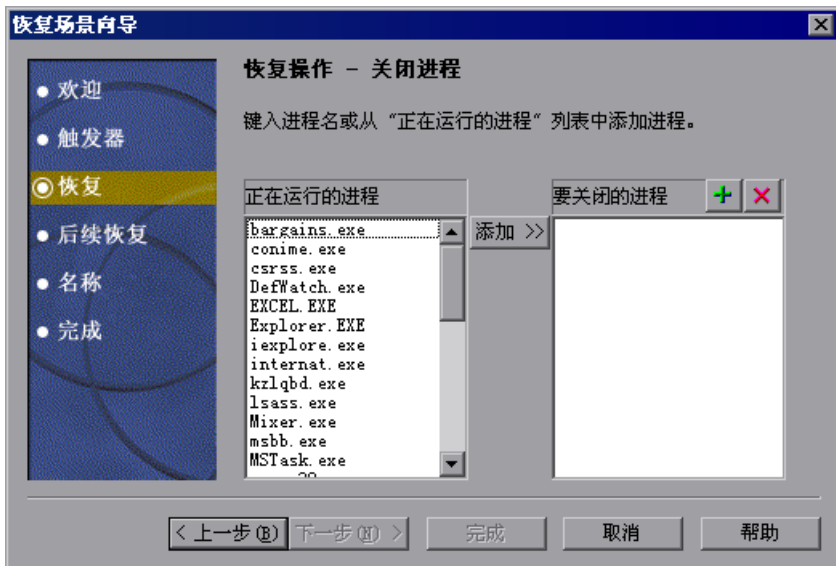 恢复场景向导
欢迎
触发器
恢复
后续恢复
名称
完成
恢复操作 - 关闭进程
键入进程名或从“正在运行的进程”列表中添加进程。
正在运行的进程
bargains.exe
conime.exe
csrss.exe
DefWatch.exe
EXCEL.EXE
Explorer.EXE
iexplore.exe
internat.exe
kzlqbd.exe
lsass.exe
Mixer.exe
msbb.exe
MSTask.exe
添加 >>
要关闭的进程
< 上一步(B)
下一步(N) >
完成
取消
帮助